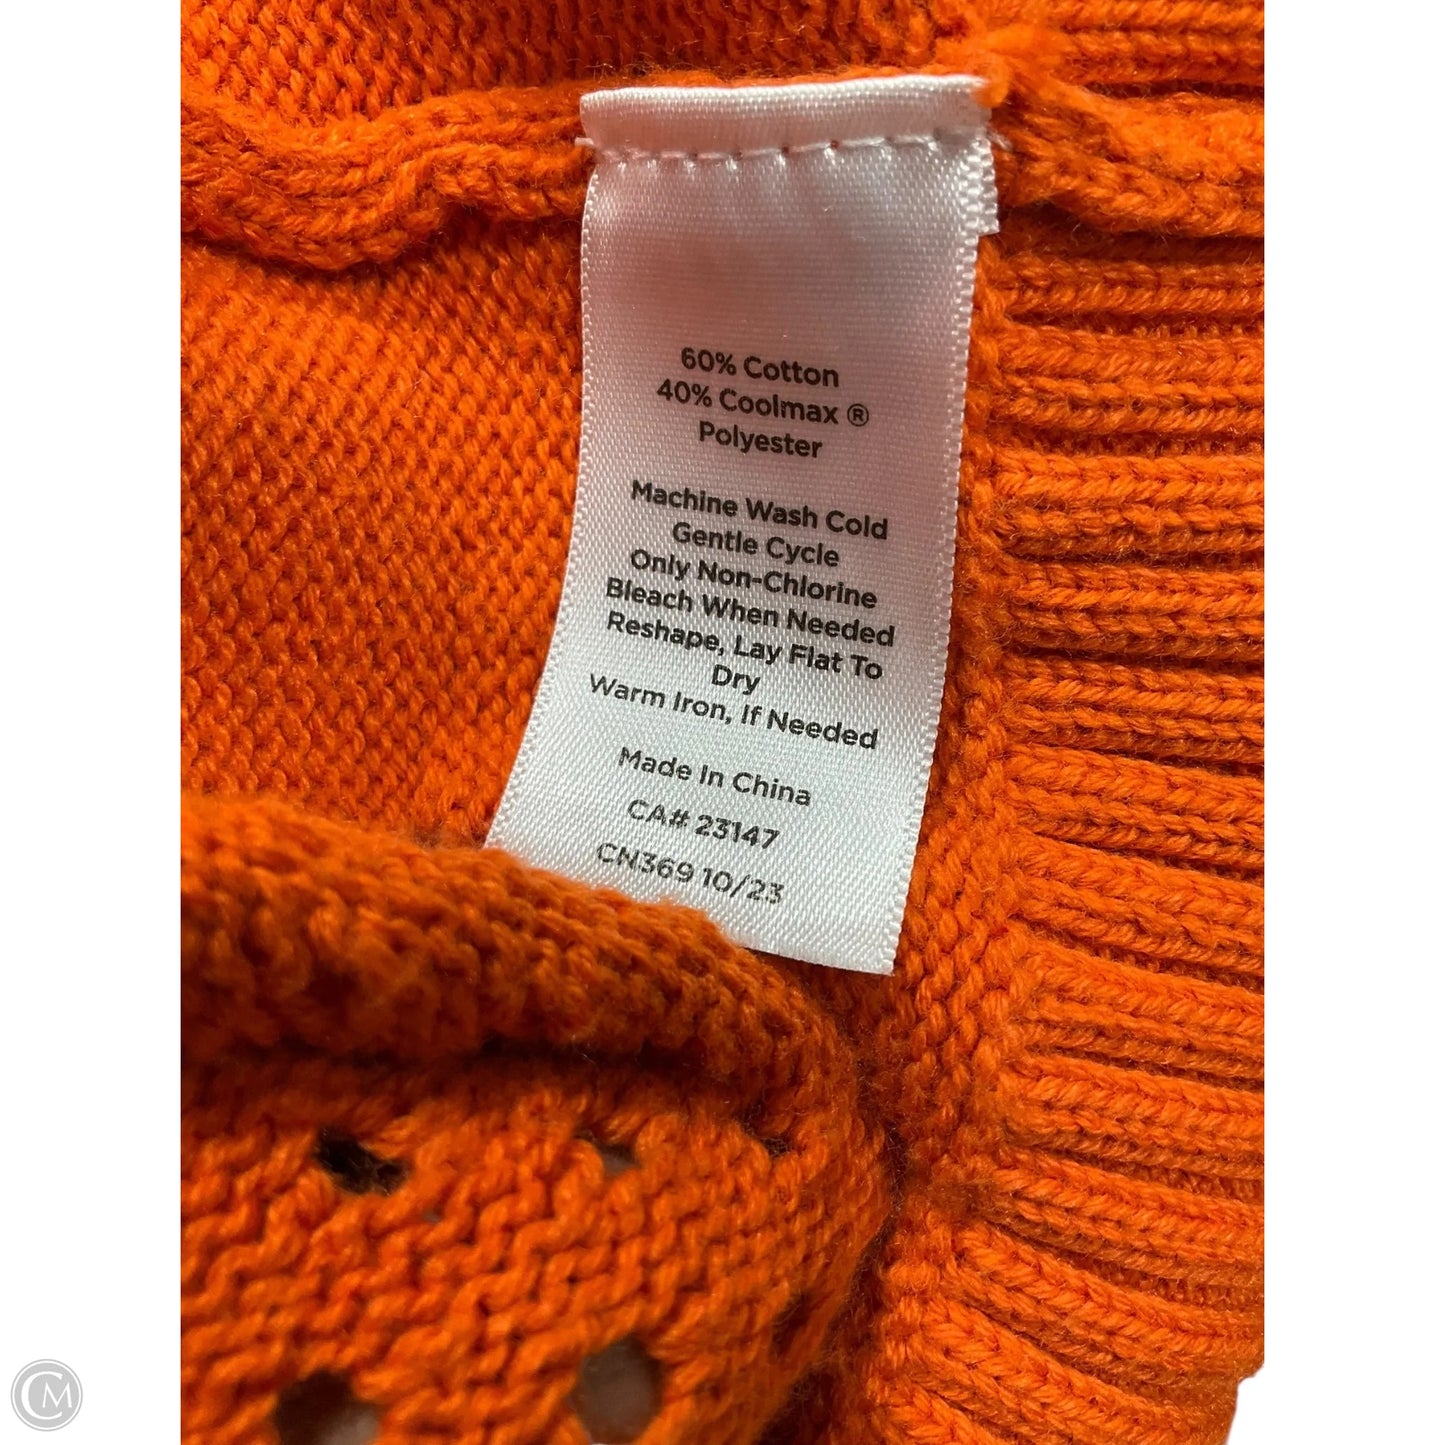 60% Cotton
40% Coolmax ®
Polyester
Machine Wash Cold
Gentle Cycle
Only Non-Chlorine
Bleach When Needed
Reshape, Lay Flat To
Dry
Warm Iron, If Needed
Made In China
CA# 23147
CN369 10/23
CM